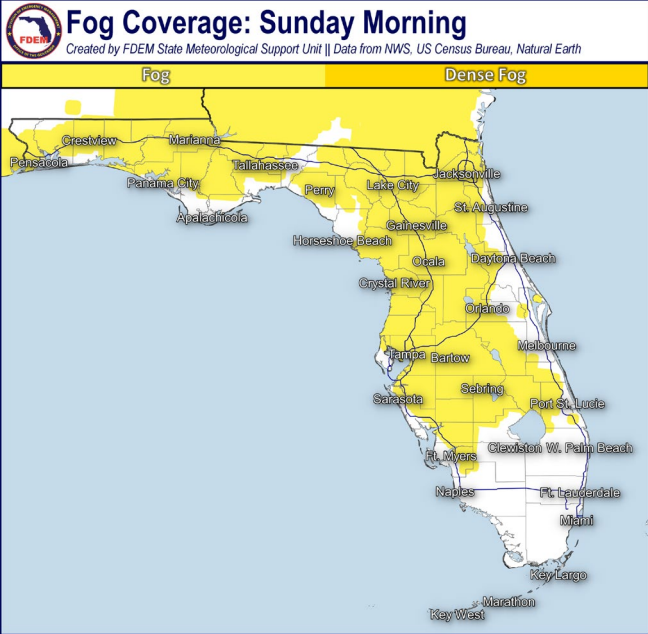 FDEM
Fog Coverage: Sunday Morning
Created by FDEM State Meteorological Support Unit || Data from NWS, US Census Bureau, Natural Earth
Fog Dense Fog
Crestview Marianna
Pensacola
Tallahassee
Jacksonville
Panama City
Perry
Lake City
Apalachicola
St. Augustine
Gainesville
Horseshoe Beach
Ocala
Daytona Beach
Crystal River
Orlando
Melbourne
Tampa
Bartow
Sebring
Sarasota
Port St. Lucie
Clewiston W. Palm Beach
Ft. Myers
Naples
Ft. Lauderdale
Miami
Key Largo
Marathon
Key West